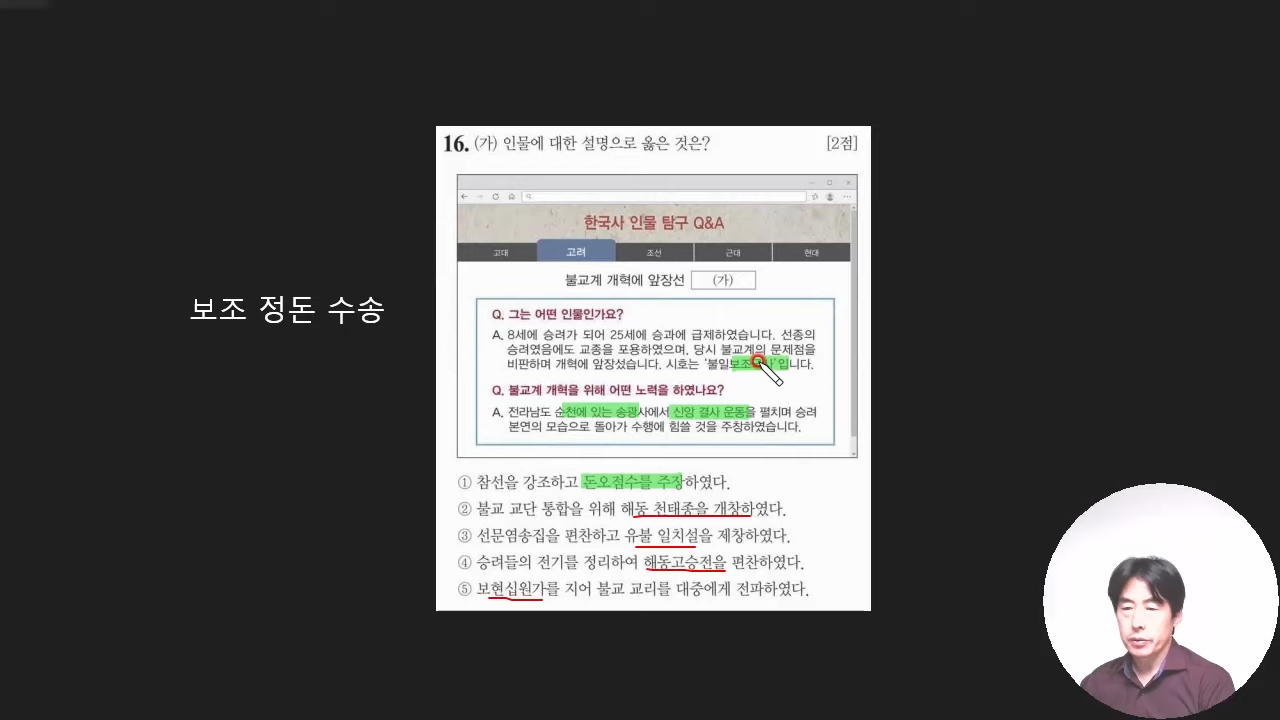 보조 정돈 수송
16. (가) 인물에 대한 설명으로 옳은 것은? [2점]
한국사 인물 탐구 Q&A
고대 고려 조선 근대 현대
불교계 개혁에 앞장선 (가)
Q. 그는 어떤 인물인가요?
A. 8세에 승려가 되어 25세에 승과에 급제하였습니다. 선종의
승려였음에도 교종을 포용하였으며, 당시 불교계의 문제점을
비판하며 개혁에 앞장섰습니다. 시호는 '불일보조 사'입니다.
Q. 불교계 개혁을 위해 어떤 노력을 하였나요?
A. 전라남도 순천에 있는 송광사에서 신앙 결사 운동을 펼치며 승려
본연의 모습으로 돌아가 수행에 힘쓸 것을 주창하였습니다.
① 참선을 강조하고 돈오점수를 주장하였다.
② 불교 교단 통합을 위해 해동 천태종을 개창하였다.
③ 선문염송집을 편찬하고 유불 일치설을 제창하였다.
④ 승려들의 전기를 정리하여 해동고승전을 편찬하였다.
⑤ 보현십원가를 지어 불교 교리를 대중에게 전파하였다.